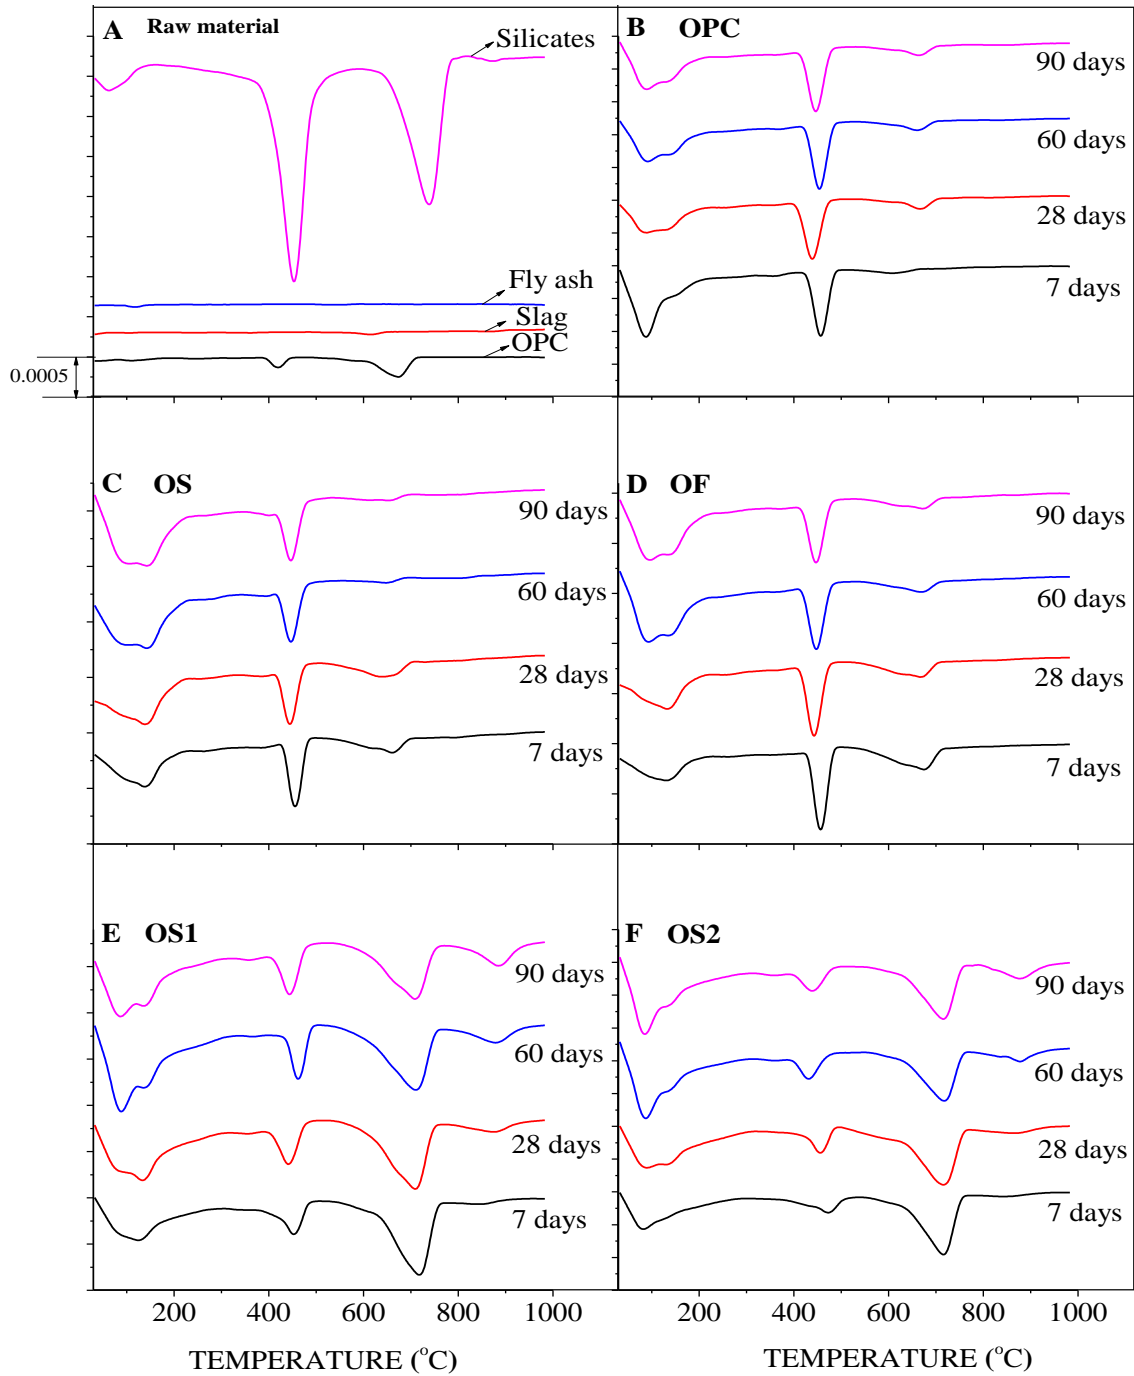 A Raw material
Silicates
Fly ash
Slag
OPC
0.0005
B OPC
90 days
60 days
28 days
7 days
C OS
90 days
60 days
28 days
7 days
D OF
90 days
60 days
28 days
7 days
E OS1
90 days
60 days
28 days
7 days
200 400 600 800 1000
TEMPERATURE (°C)
F OS2
90 days
60 days
28 days
7 days
200 400 600 800 1000
TEMPERATURE (°C)